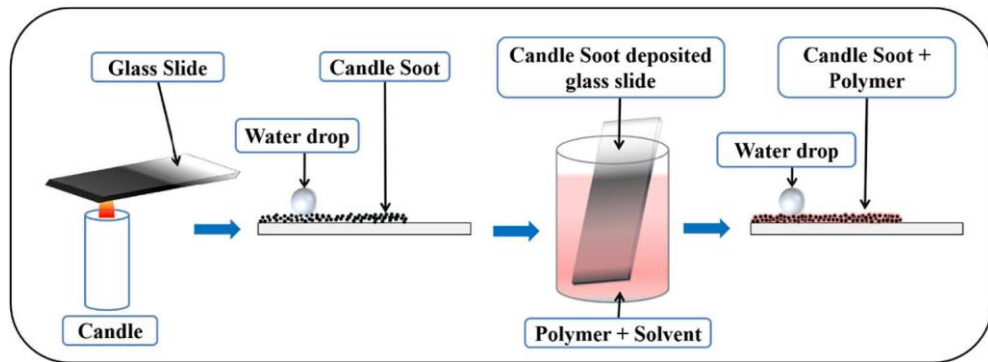 Glass Slide
Candle Soot
Water drop
Candle
Candle Soot deposited
glass slide
Polymer + Solvent
Candle Soot +
Polymer
Water drop